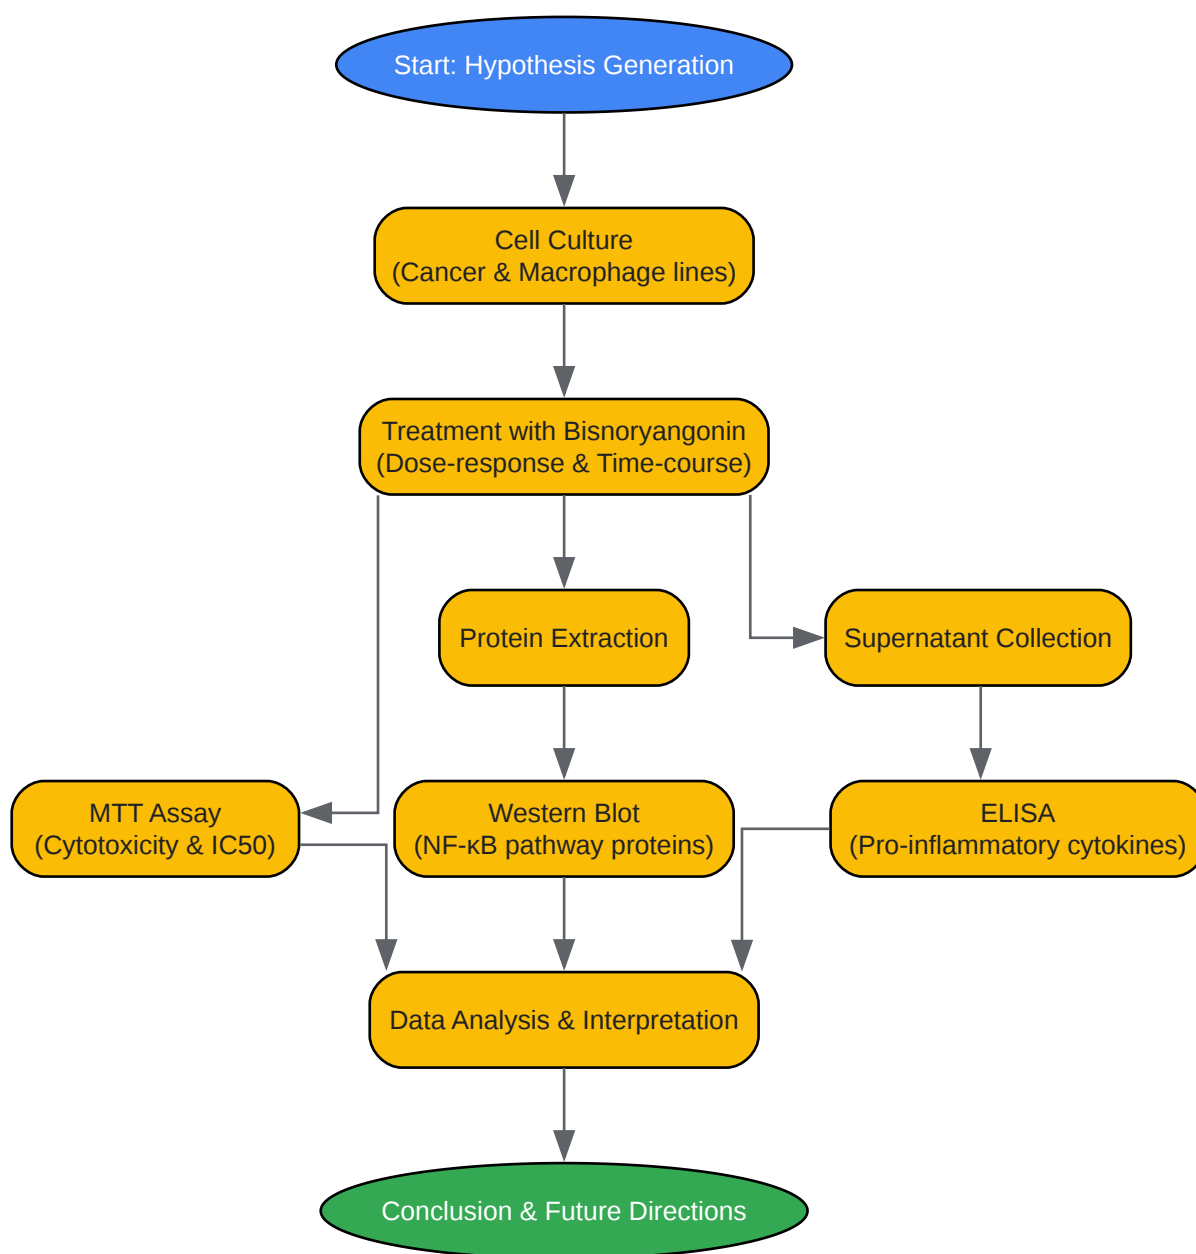 Start: Hypothesis Generation
Cell Culture
(Cancer & Macrophage lines)
Treatment with Bisnoryangonin
(Dose-response & Time-course)
Protein Extraction
Supernatant Collection
MTT Assay
(Cytotoxicity & IC50)
Western Blot
(NF-κB pathway proteins)
ELISA
(Pro-inflammatory cytokines)
Data Analysis & Interpretation
Conclusion & Future Directions